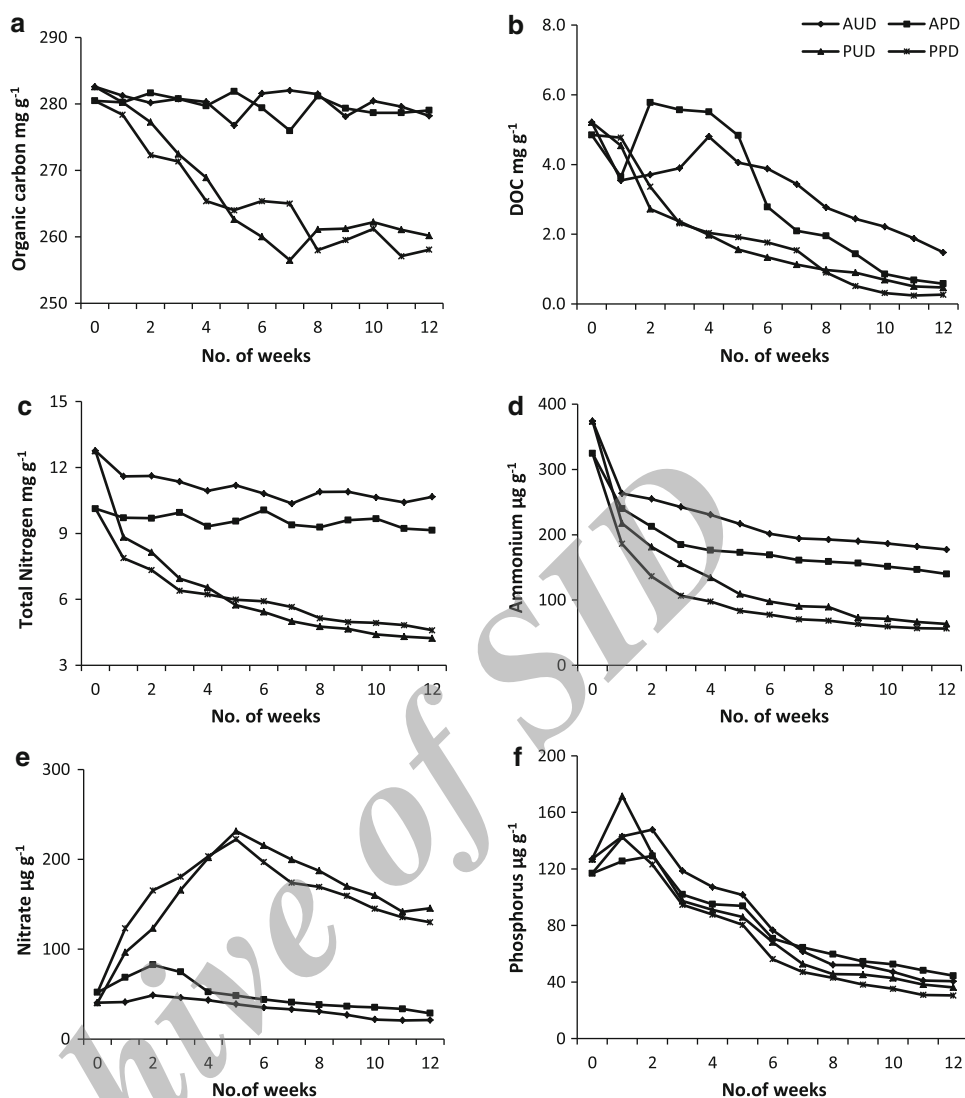 a
290
280
270
260
250
Organic carbon mg g-1
0 2 4 6 8 10 12
No. of weeks
b
AUD APD
PUD PPD
8.0
6.0
4.0
2.0
0.0
DOC mg g-1
0 2 4 6 8 10 12
No. of weeks
c
15
12
9
6
3
Total Nitrogen mg g-1
0 2 4 6 8 10 12
No. of weeks
d
400
300
200
100
0
Ammonium µg g-1
0 2 4 6 8 10 12
No. of weeks
e
300
200
100
0
Nitrate µg g-1
0 2 4 6 8 10 12
No.of weeks
f
200
160
120
80
40
0
Phosphorus µg g-1
0 2 4 6 8 10 12
No.of weeks
hive of SID